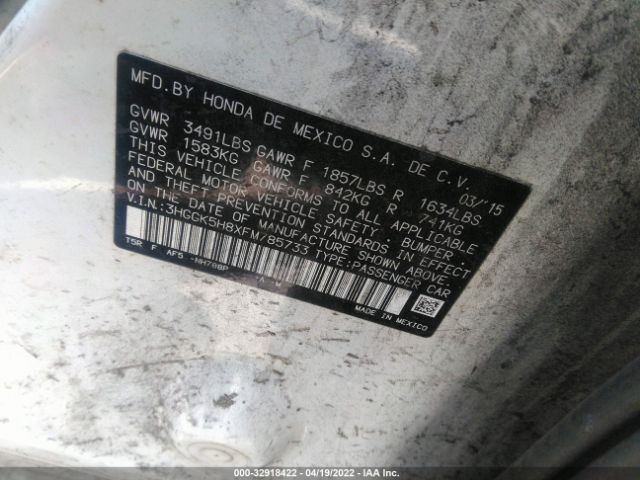 MFD. BY HONDA DE MEXICO S.A. DE C.V. 03/'15
GVWR 3491LBS GAWR F 1857LBS R 1634LBS
GVWR 1583KG GAWR F 842KG R 741KG
THIS VEHICLE CONFORMS TO ALL APPLICABLE
FEDERAL MOTOR VEHICLE SAFETY, BUMPER
AND THEFT PREVENTION STANDARDS IN EFFECT
ON THE DATE OF MANUFACTURE SHOWN ABOVE.
V.I.N.: TYPE:PASSENGER CAR
T5R F AF5 -A -W
MADE IN MEXICO
000-32918422 - 04/19/2022 - IAA Inc.